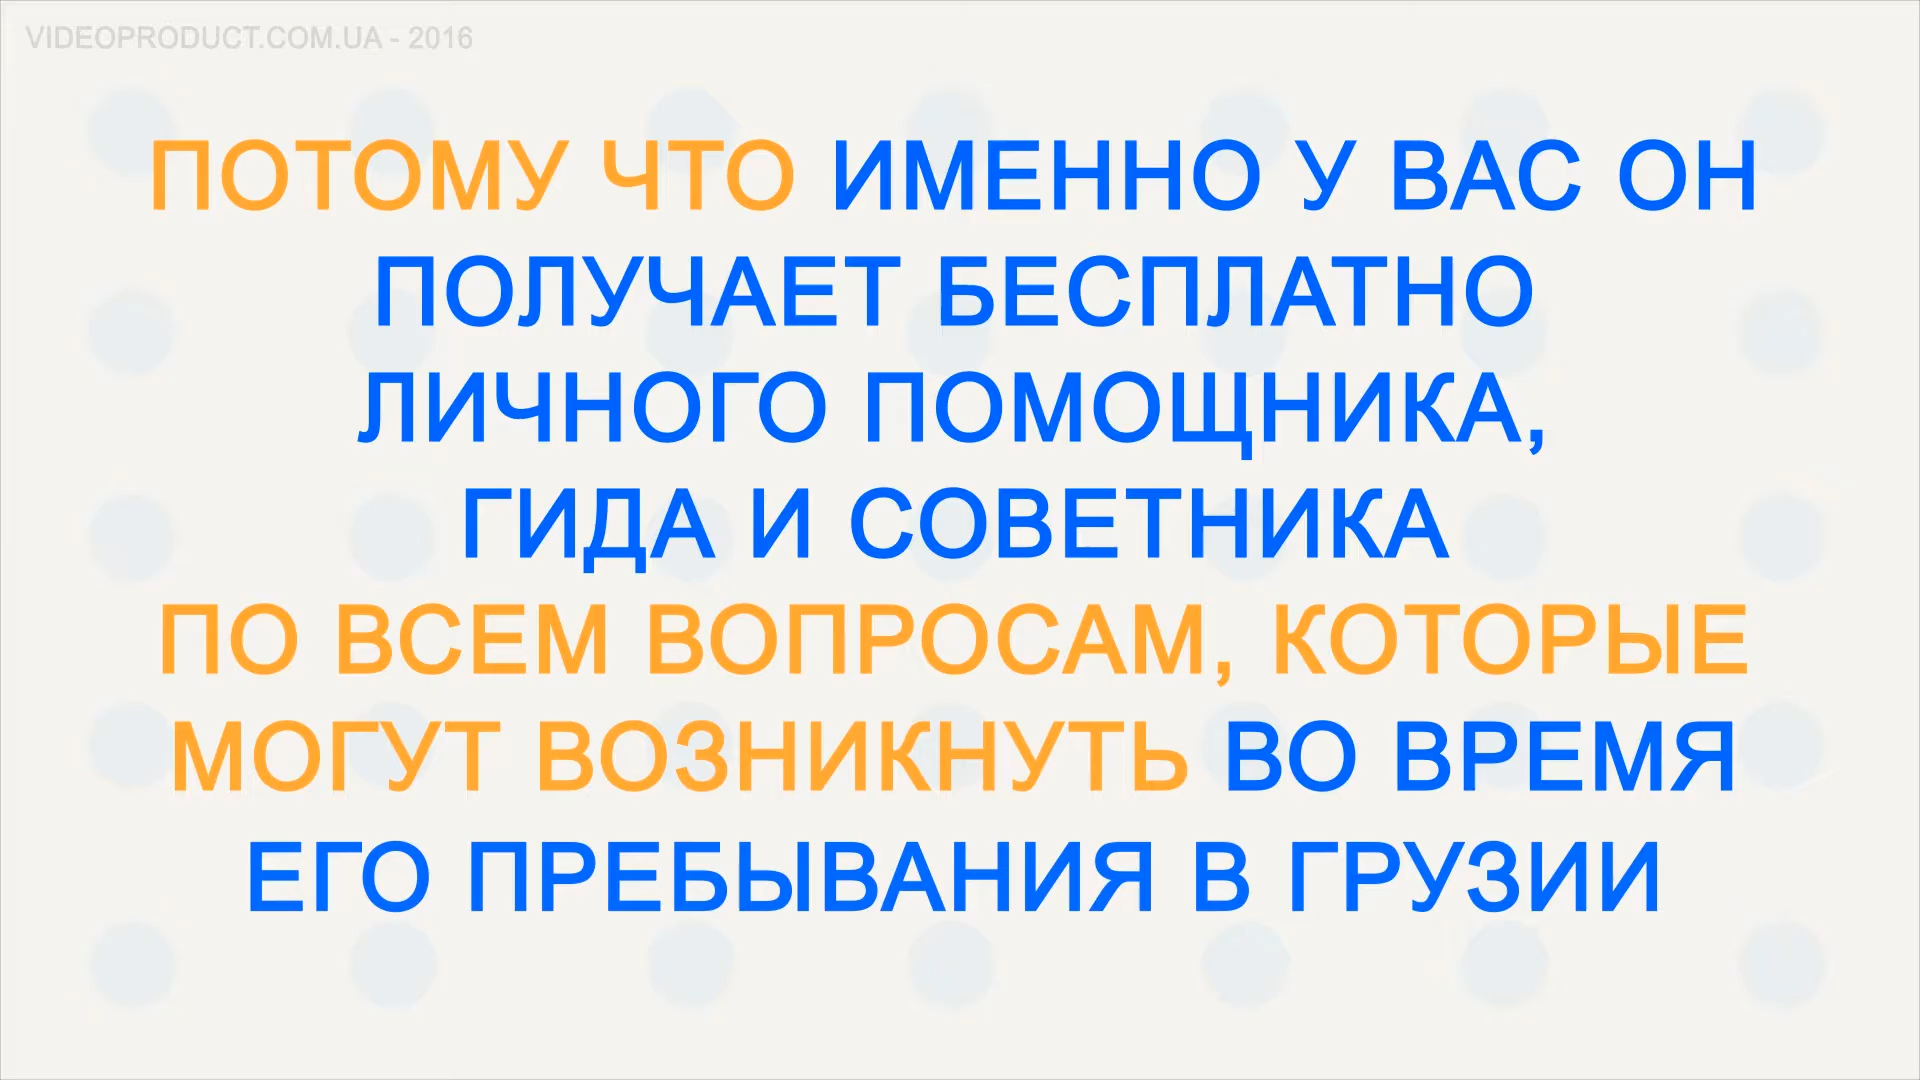 VIDEOPRODUCT.COM.UA - 2016
ПОТОМУ ЧТО ИМЕННО У ВАС ОН
ПОЛУЧАЕТ БЕСПЛАТНО
ЛИЧНОГО ПОМОЩНИКА,
ГИДА И СОВЕТНИКА
ПО ВСЕМ ВОПРОСАМ, КОТОРЫЕ
МОГУТ ВОЗНИКНУТЬ ВО ВРЕМЯ
ЕГО ПРЕБЫВАНИЯ В ГРУЗИИ